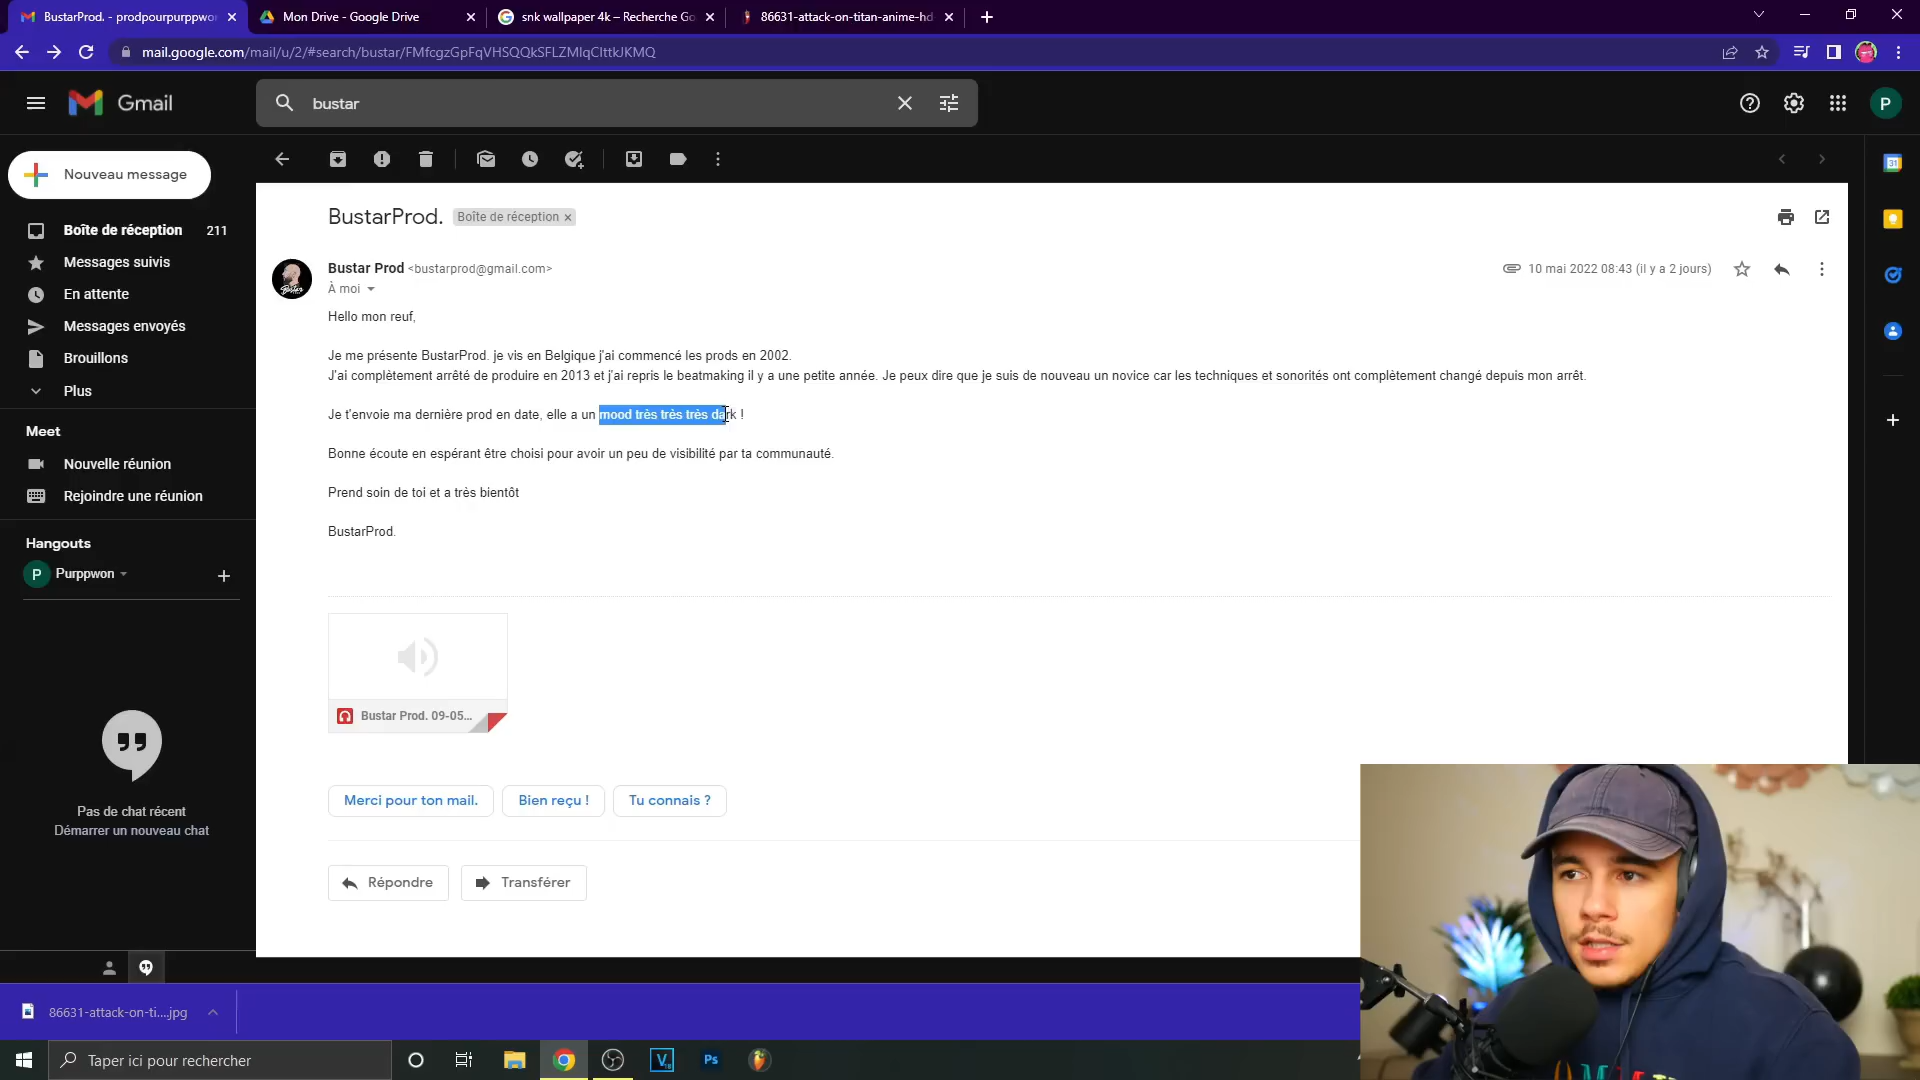 BustarProd. - prodpourpurppwon
Mon Drive - Google Drive
snk wallpaper 4k – Recherche Go
86631-attack-on-titan-anime-hd
mail.google.com/mail/u/2/#search/bustar/FMfcgzGpFqVHSQQkSFLZMlqClttkJKMQ
Gmail
bustar
P
Nouveau message
Boîte de réception 211
Messages suivis
En attente
Messages envoyés
Brouillons
Plus
Meet
Nouvelle réunion
Rejoindre une réunion
Hangouts
P Purppwon
Pas de chat récent
Démarrer un nouveau chat
BustarProd. Boîte de réception ×
31
Bustar Prod <bustarprod@gmail.com>
10 mai 2022 08:43 (il y a 2 jours)
À moi
Hello mon reuf,
Je me présente BustarProd. je vis en Belgique j'ai commencé les prods en 2002.
J'ai complètement arrêté de produire en 2013 et j'ai repris le beatmaking il y a une petite année. Je peux dire que je suis de nouveau un novice car les techniques et sonorités ont complètement changé depuis mon arrêt.
Je t'envoie ma dernière prod en date, elle a un mood très très très dark !
Bonne écoute en espérant être choisi pour avoir un peu de visibilité par ta communauté.
Prend soin de toi et a très bientôt
BustarProd.
Bustar Prod. 09-05...
Merci pour ton mail.
Bien reçu !
Tu connais ?
Répondre
Transférer
86631-attack-on-ti....jpg
Taper ici pour rechercher
V
Ps